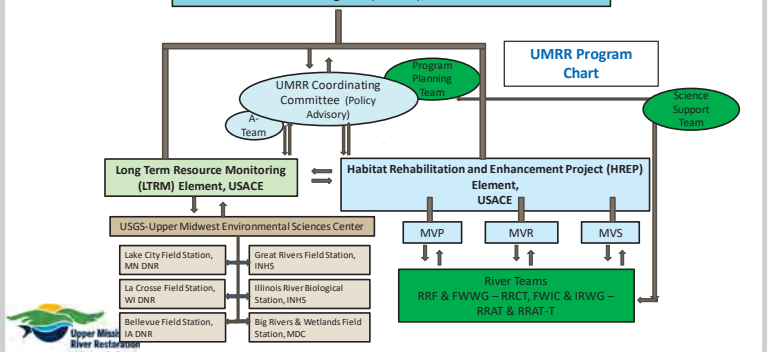 UMRR Program
Chart
Program
Planning
Team
UMRR Coordinating
Committee (Policy
Advisory)
A-
Team
Science
Support
Team
Long Term Resource Monitoring
(LTRM) Element, USACE
Habitat Rehabilitation and Enhancement Project (HREP)
Element,
USACE
USGS-Upper Midwest Environmental Sciences Center
MVP
MVR
MVS
Lake City Field Station,
MN DNR
Great Rivers Field Station,
INHS
La Crosse Field Station,
WI DNR
Illinois River Biological
Station, INHS
Bellevue Field Station,
IA DNR
Big Rivers & Wetlands Field
Station, MDC
River Teams
RRF & FWWG – RRCT, FWIC & IRWG –
RRAT & RRAT-T
Upper
River Restoration